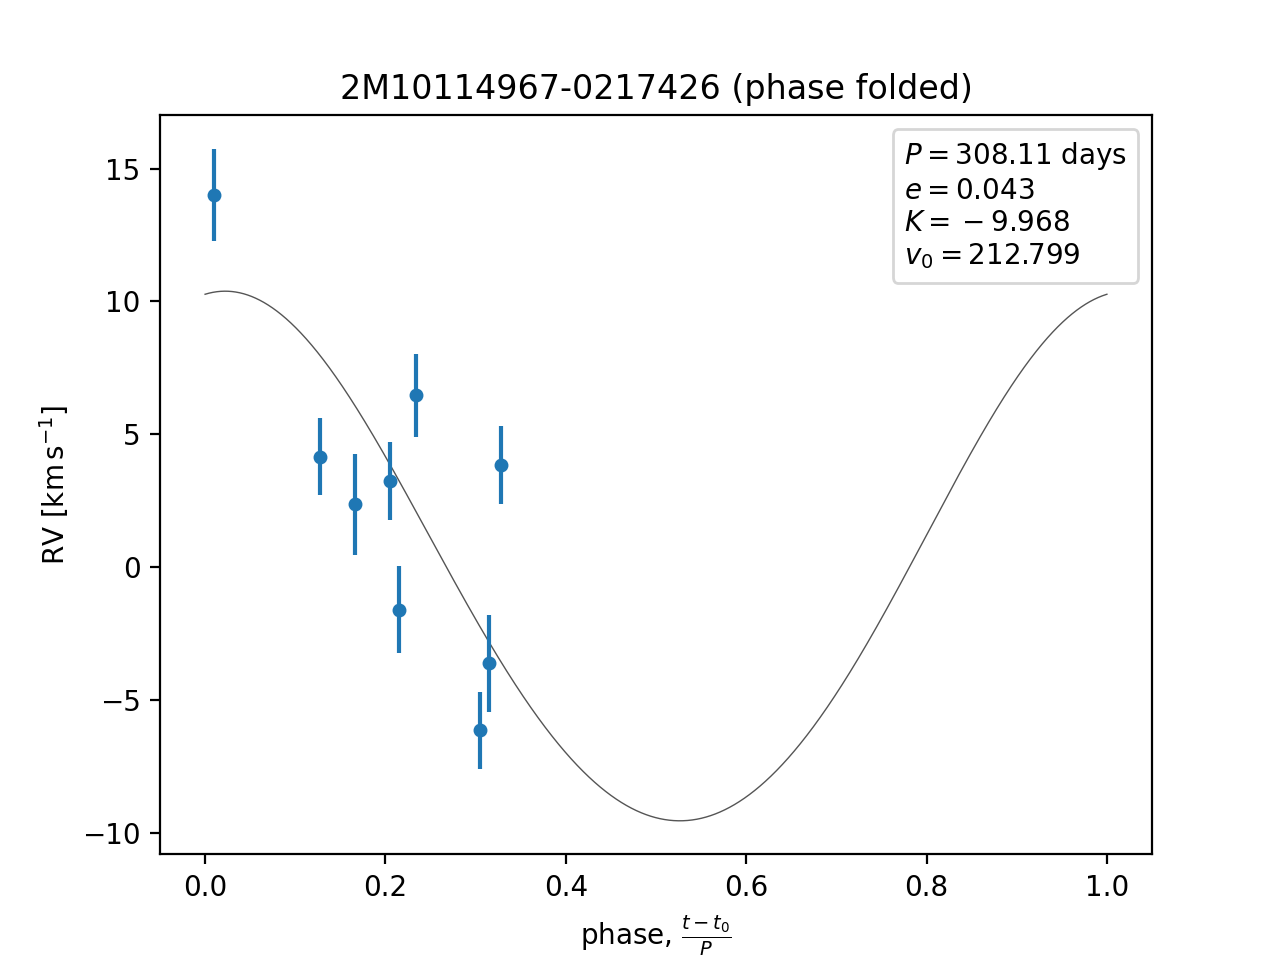 2M10114967-0217426 (phase folded)
P = 308.11 days
e = 0.043
K = −9.968
v₀ = 212.799
RV [km s⁻¹]
15
10
5
0
−5
−10
0.0 0.2 0.4 0.6 0.8 1.0
phase, (t − t₀)/P